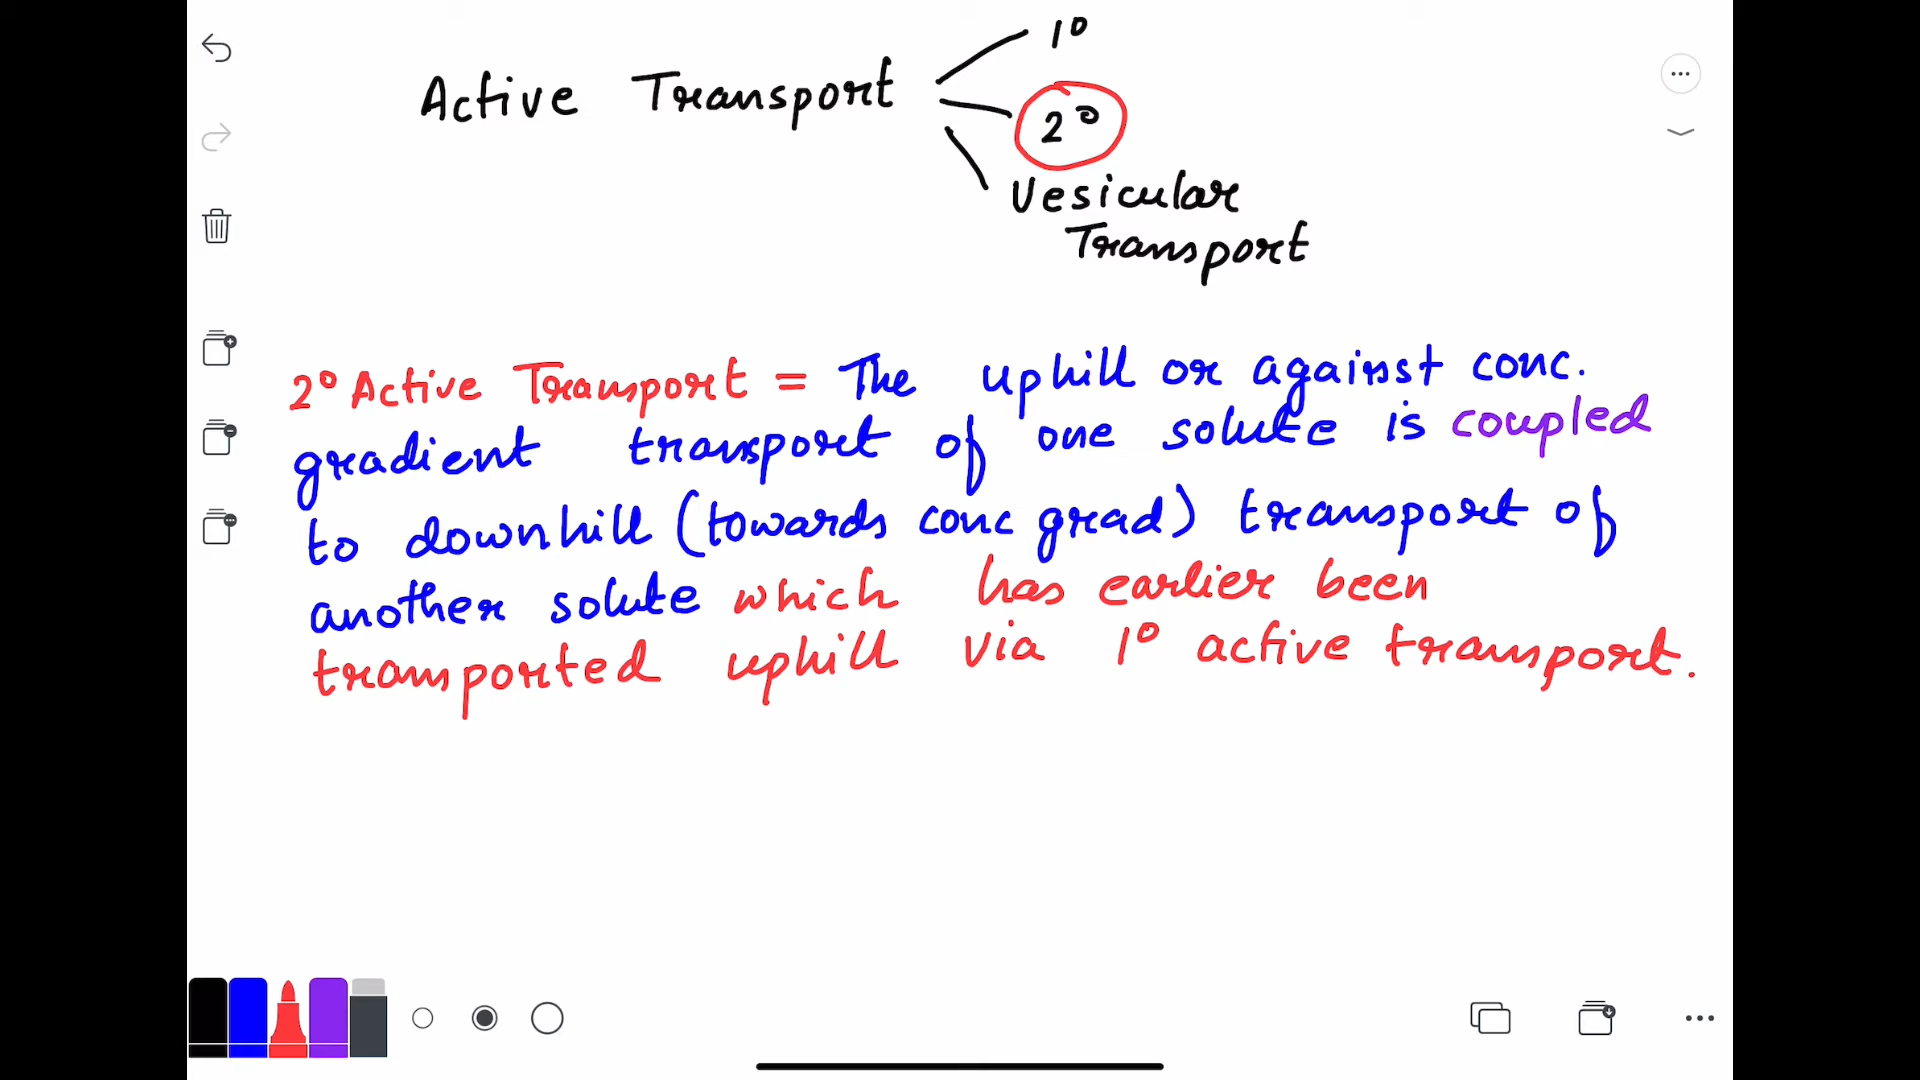 1°
Active Transport
2°
Vesicular
Transport
2° Active Transport = The uphill or against conc.
gradient transport of one solute is coupled
to downhill (towards conc grad) transport of
another solute which has earlier been
transported uphill via 1° active transport.